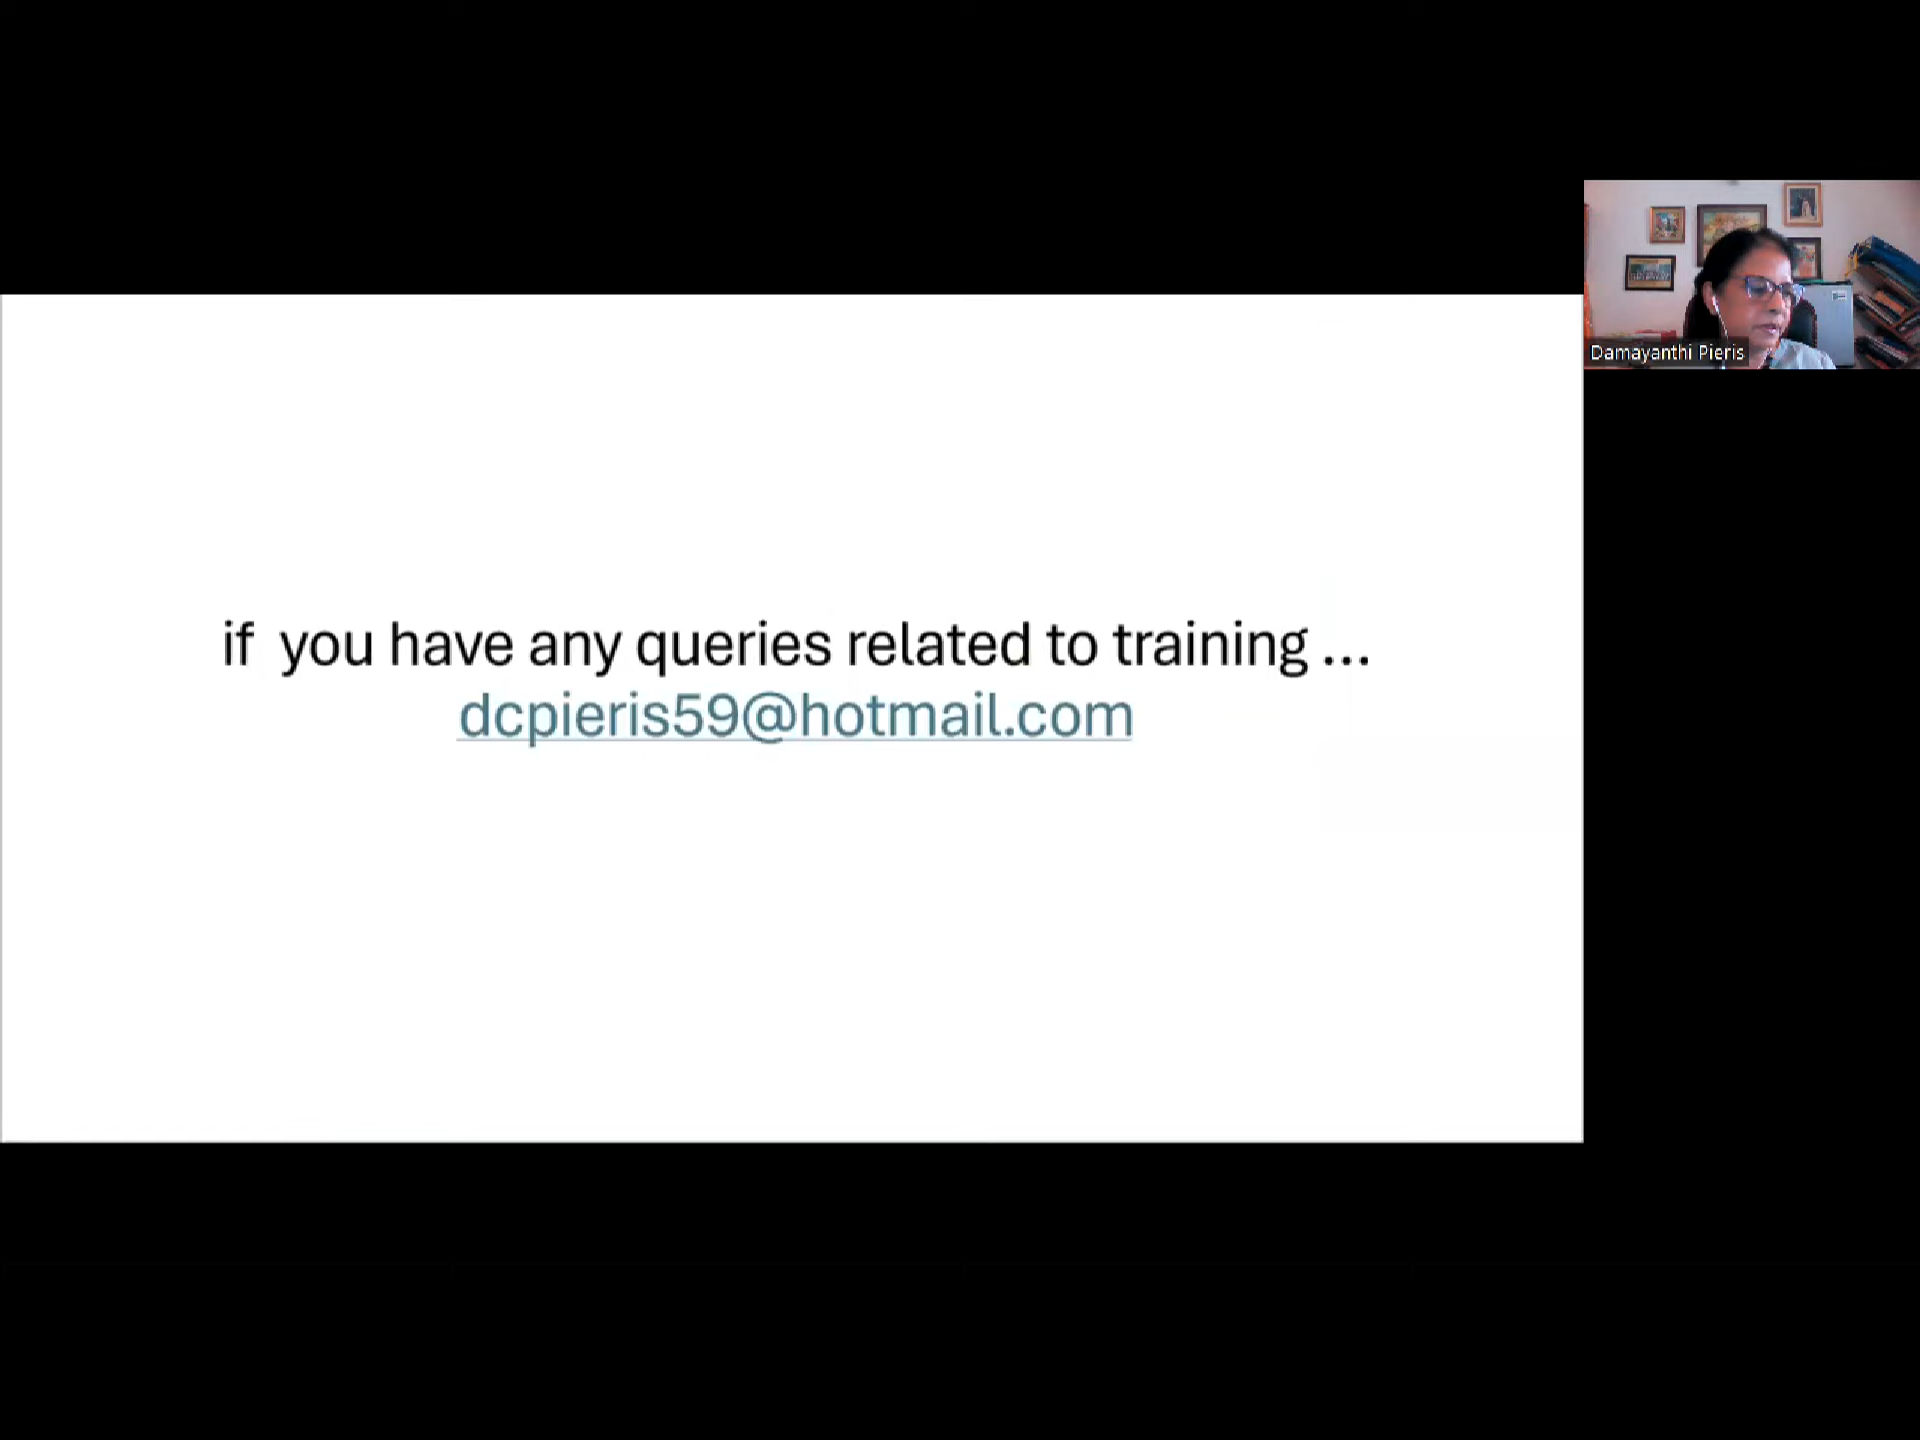 if  you have any queries related to training ...
dcpieris59@hotmail.com
Damayanthi Pieris